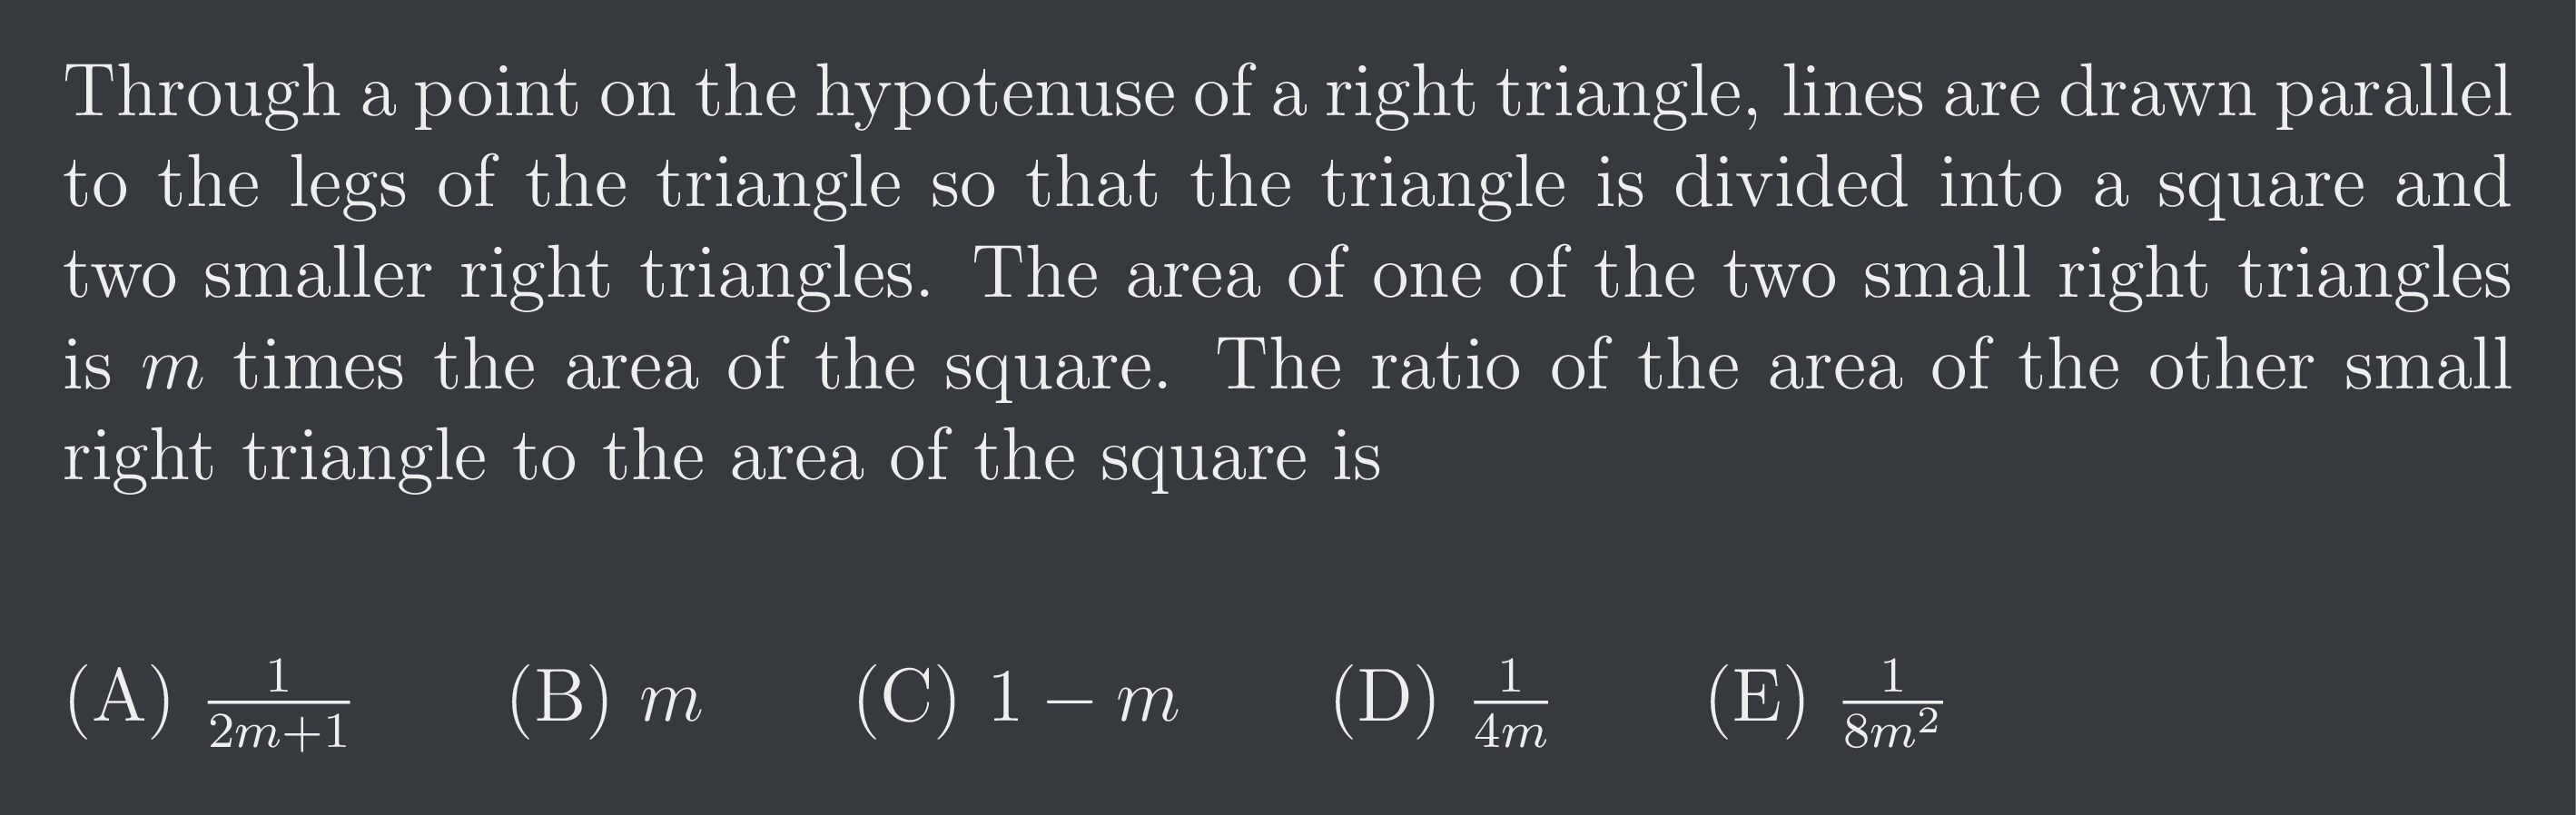 Through a point on the hypotenuse of a right triangle, lines are drawn parallel
to the legs of the triangle so that the triangle is divided into a square and
two smaller right triangles. The area of one of the two small right triangles
is m times the area of the square. The ratio of the area of the other small
right triangle to the area of the square is
(A) \frac{1}{2m+1} (B) m (C) 1 − m (D) \frac{1}{4m} (E) \frac{1}{8m^2}